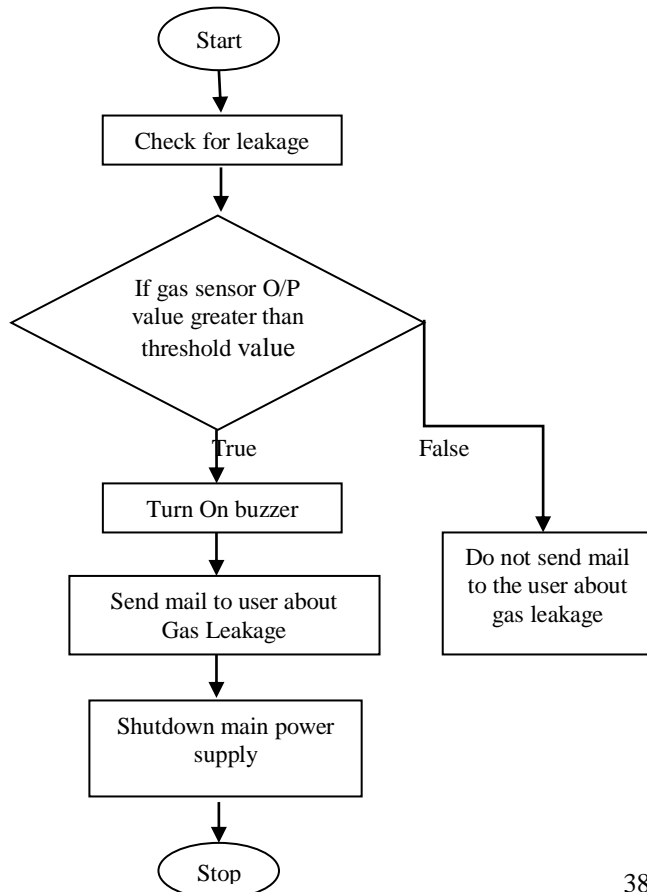 Start
Check for leakage
If gas sensor O/P
value greater than
threshold value
True
False
Turn On buzzer
Do not send mail
to the user about
gas leakage
Send mail to user about
Gas Leakage
Shutdown main power
supply
Stop
38